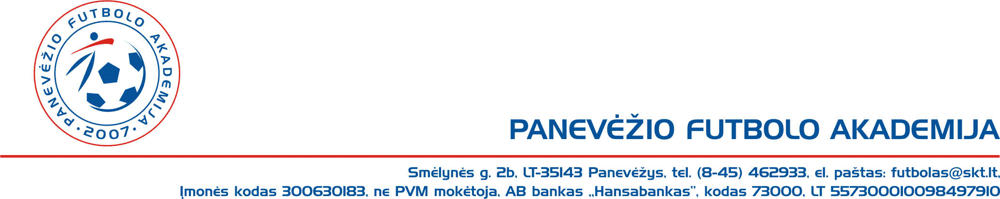 PANEVĖŽIO FUTBOLO AKADEMIJA
• 2007 •
PANEVĖŽIO FUTBOLO AKADEMIJA
Smėlynės g. 2b, LT-35143 Panevėžys, tel. (8-45) 462933, el. paštas: futbolas@skt.lt,
Įmonės kodas 300630183, ne PVM mokėtoja, AB bankas „Hansabankas”, kodas 73000, LT 557300010098497910